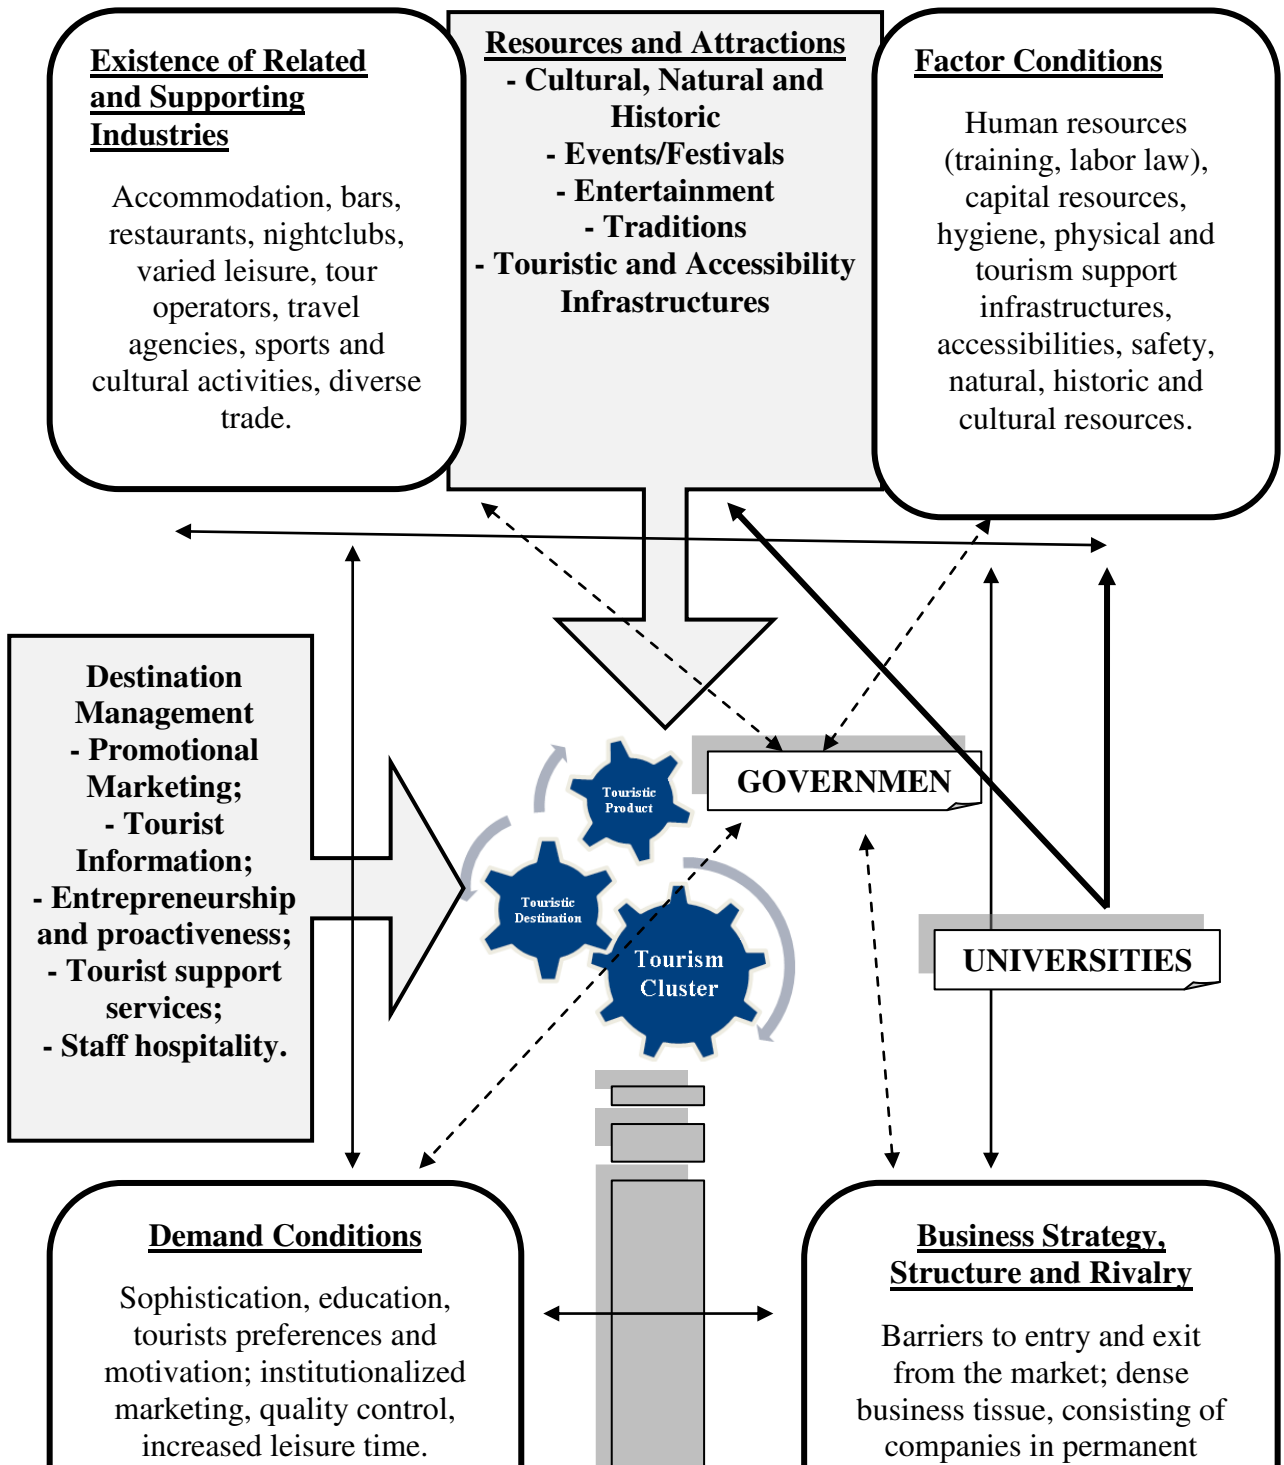 Existence of Related
and Supporting
Industries
Accommodation, bars,
restaurants, nightclubs,
varied leisure, tour
operators, travel
agencies, sports and
cultural activities, diverse
trade.
Resources and Attractions
- Cultural, Natural and
Historic
- Events/Festivals
- Entertainment
- Traditions
- Touristic and Accessibility
Infrastructures
Factor Conditions
Human resources
(training, labor law),
capital resources,
hygiene, physical and
tourism support
infrastructures,
accessibilities, safety,
natural, historic and
cultural resources.
Destination
Management
- Promotional
Marketing;
- Tourist
Information;
- Entrepreneurship
and proactiveness;
- Tourist support
services;
- Staff hospitality.
Touristic
Product
Touristic
Destination
Tourism
Cluster
GOVERNMEN
UNIVERSITIES
Demand Conditions
Sophistication, education,
tourists preferences and
motivation; institutionalized
marketing, quality control,
increased leisure time.
Business Strategy,
Structure and Rivalry
Barriers to entry and exit
from the market; dense
business tissue, consisting of
companies in permanent